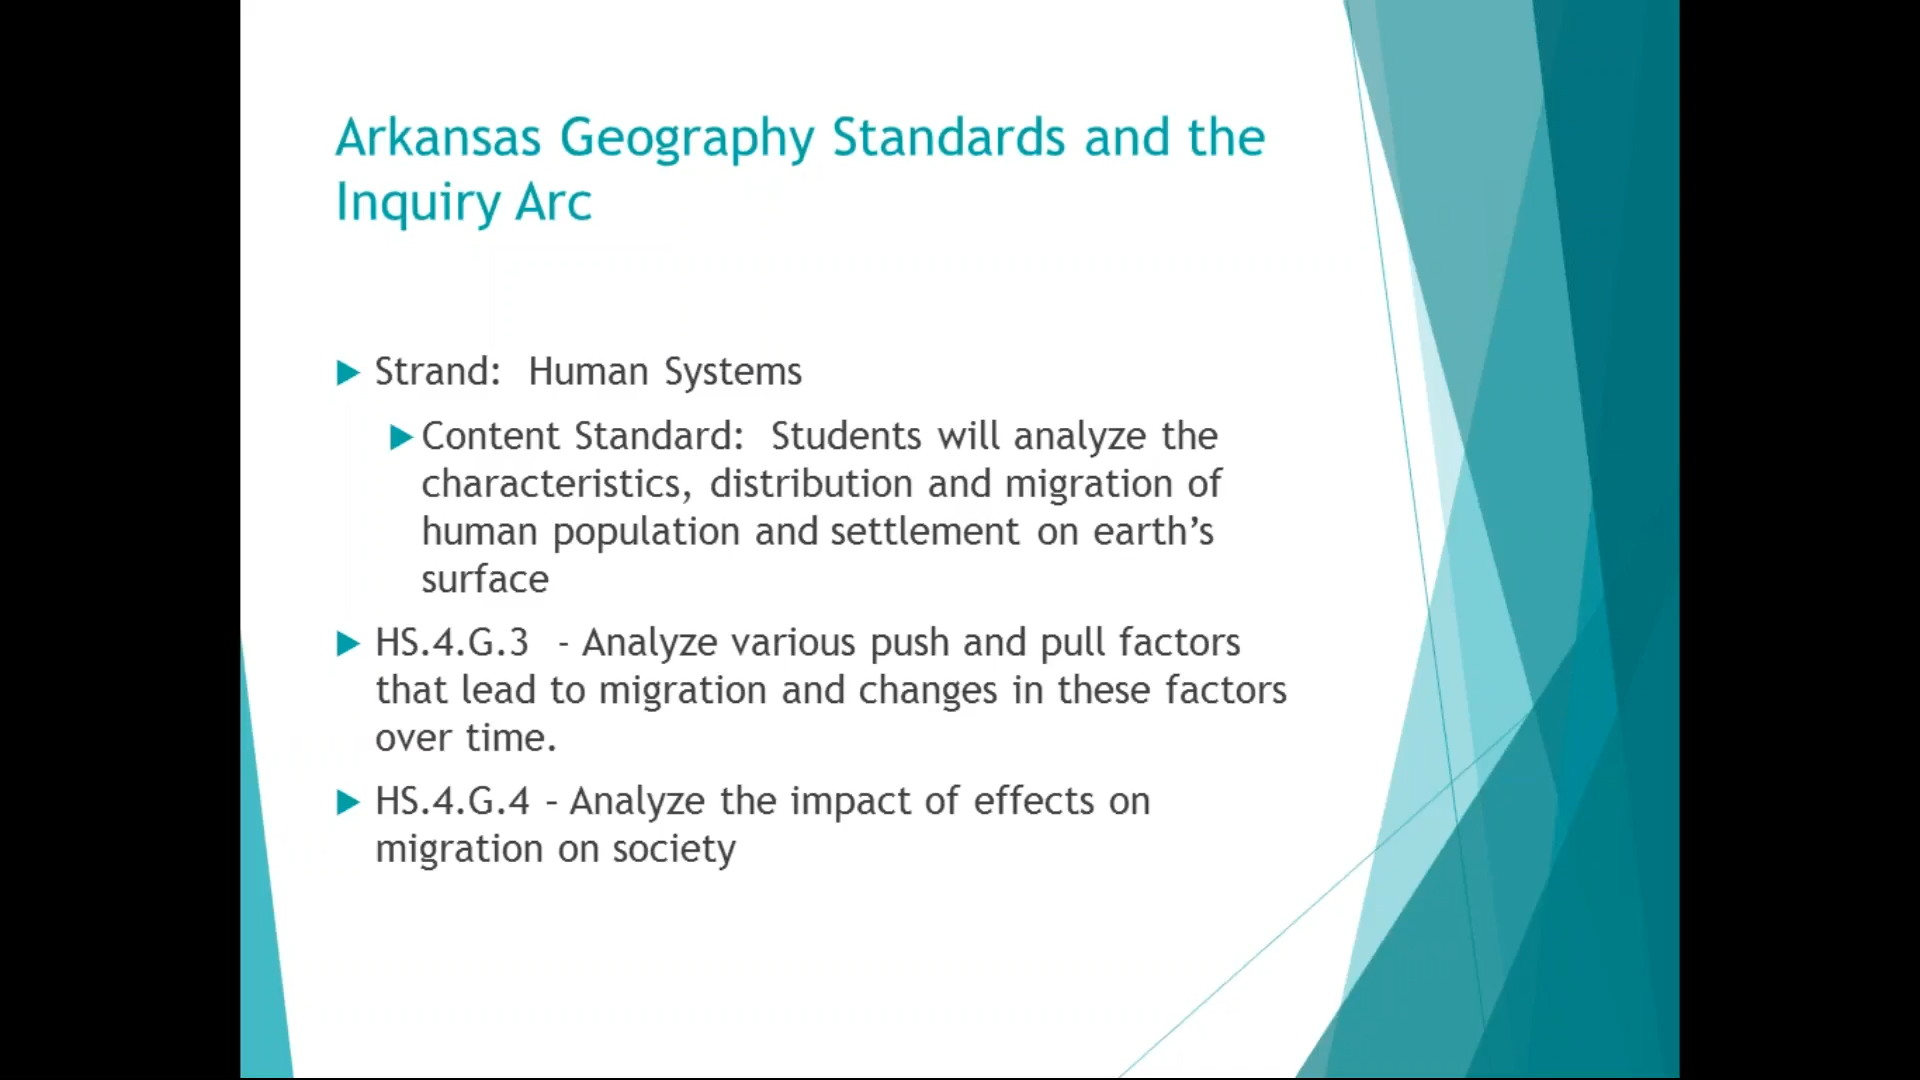 Arkansas Geography Standards and the
Inquiry Arc
Strand:  Human Systems
Content Standard:  Students will analyze the
characteristics, distribution and migration of
human population and settlement on earth’s
surface
HS.4.G.3  - Analyze various push and pull factors
that lead to migration and changes in these factors
over time.
HS.4.G.4 – Analyze the impact of effects on
migration on society